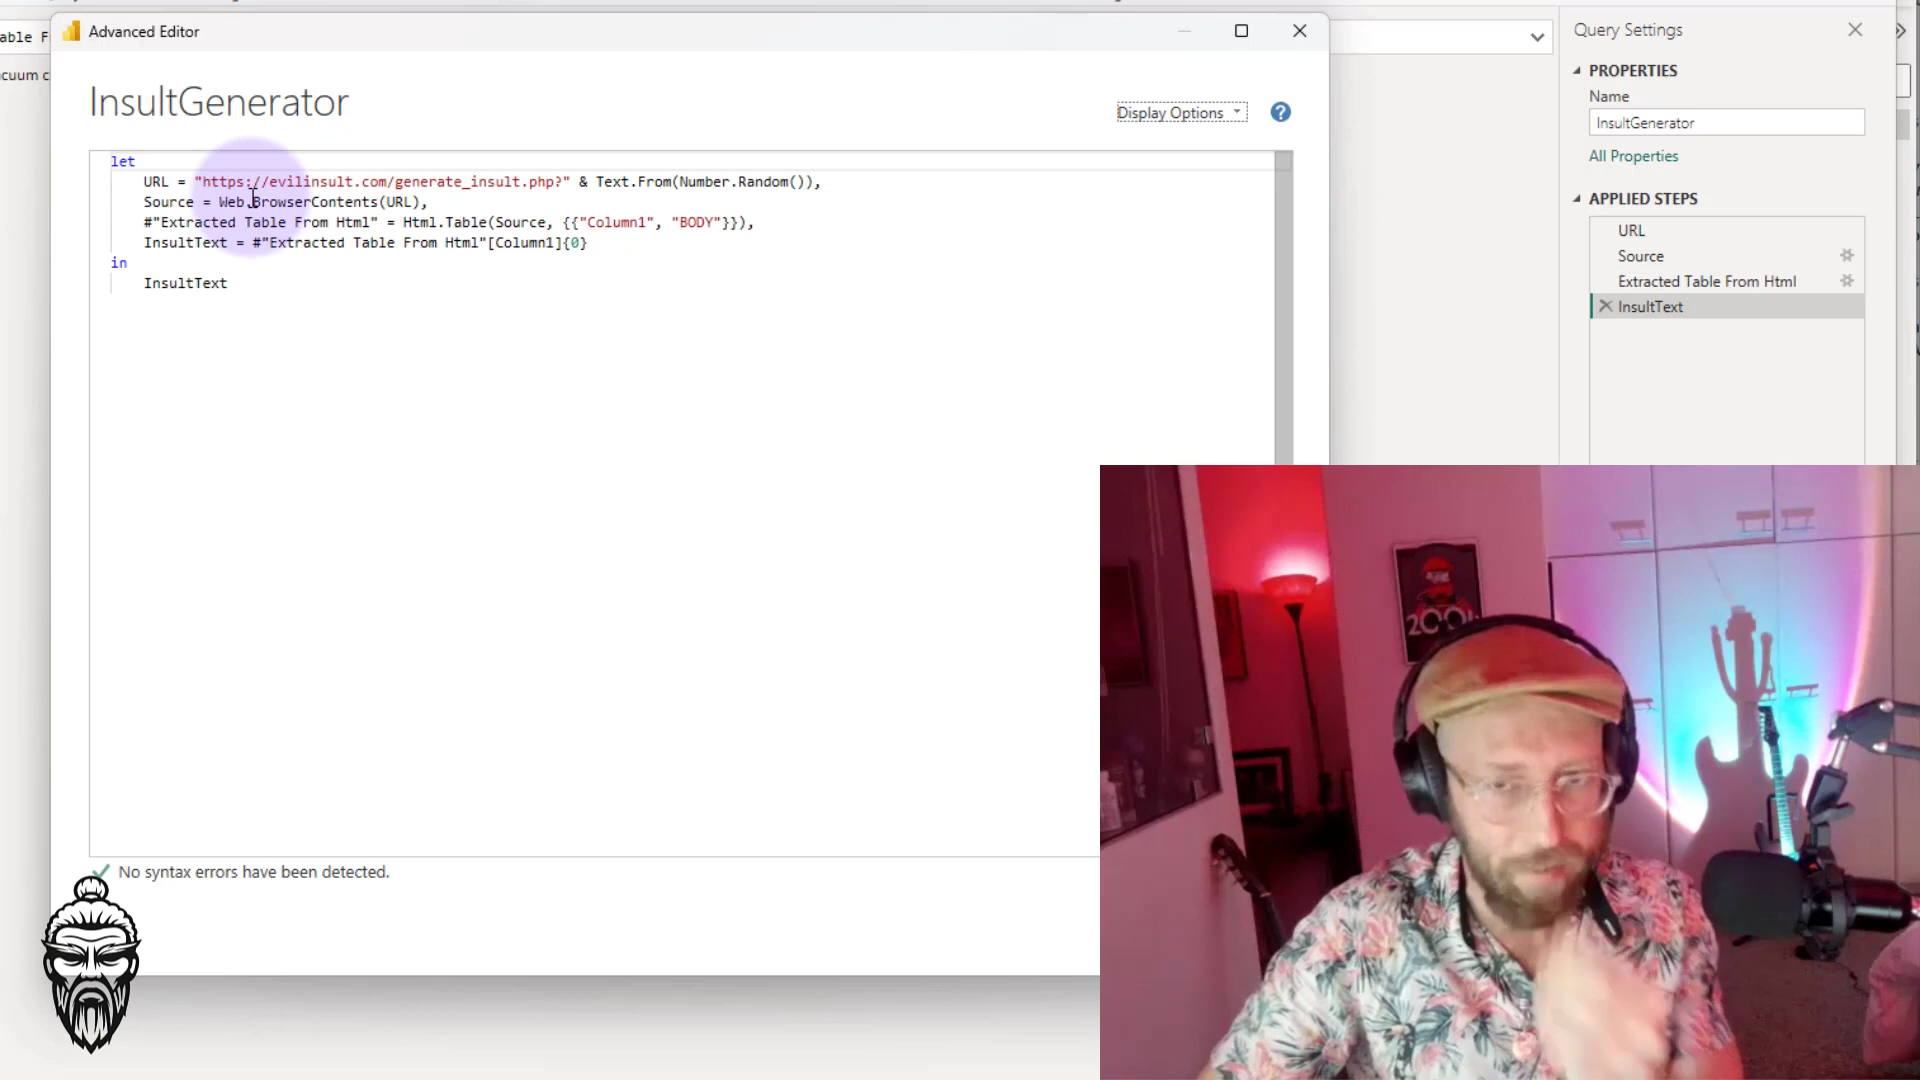 able F
Advanced Editor
Query Settings
cuum c
InsultGenerator
Display Options
?
PROPERTIES
Name
InsultGenerator
All Properties
let
URL = "https://evilinsult.com/generate_insult.php?" & Text.From(Number.Random()),
Source = Web.BrowserContents(URL),
#"Extracted Table From Html" = Html.Table(Source, {{"Column1", "BODY"}}),
InsultText = #"Extracted Table From Html"[Column1]{0}
in
InsultText
APPLIED STEPS
URL
Source
Extracted Table From Html
InsultText
2001
No syntax errors have been detected.